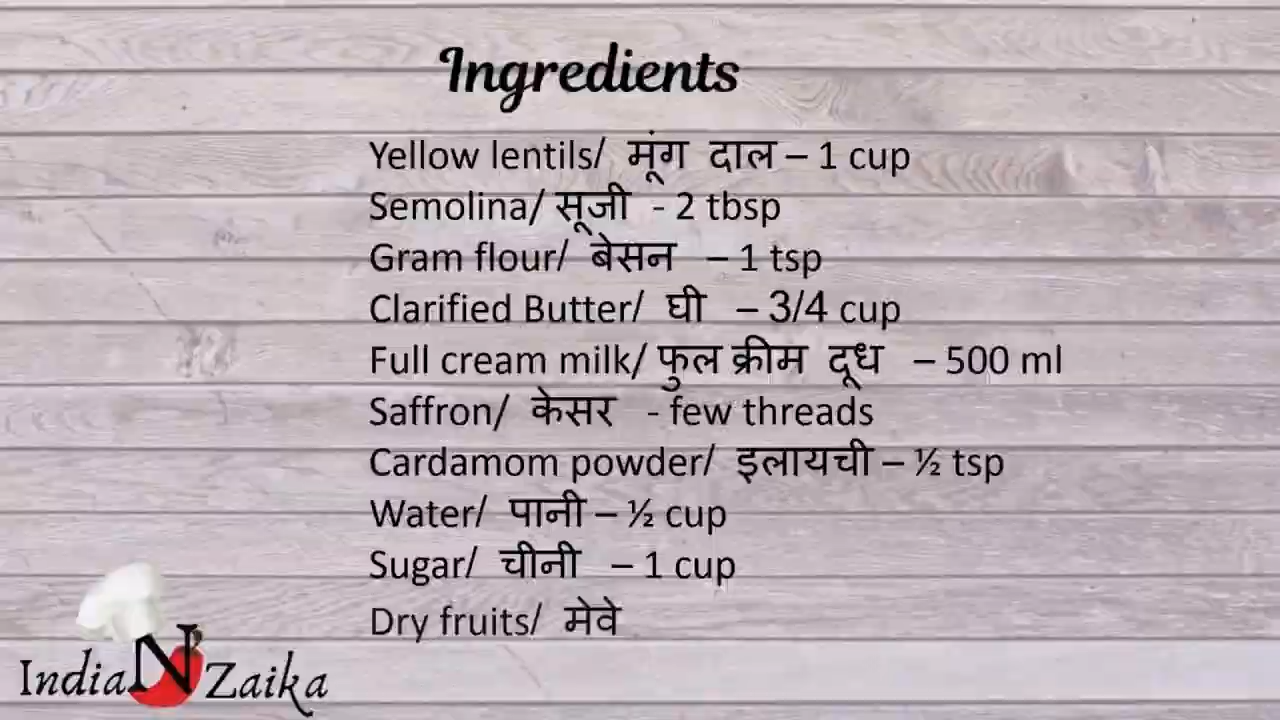 Ingredients
Yellow lentils/ मूंग दाल – 1 cup
Semolina/ सूजी - 2 tbsp
Gram flour/ बेसन – 1 tsp
Clarified Butter/ घी – 3/4 cup
Full cream milk/ फुल क्रीम दूध – 500 ml
Saffron/ केसर - few threads
Cardamom powder/ इलायची – ½ tsp
Water/ पानी – ½ cup
Sugar/ चीनी – 1 cup
Dry fruits/ मेवे
IndiaN Zaika